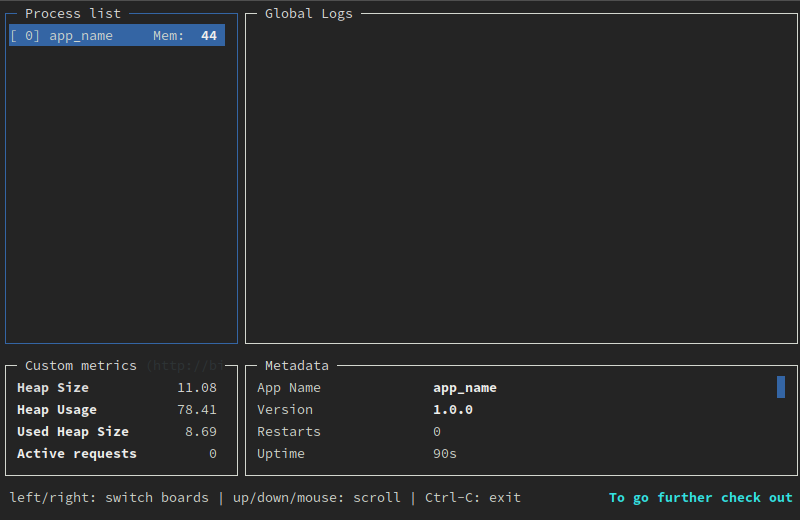 Process list
[ 0] app_name Mem: 44
Global Logs
Custom metrics (http://bi
Heap Size 11.08
Heap Usage 78.41
Used Heap Size 8.69
Active requests 0
Metadata
App Name app_name
Version 1.0.0
Restarts 0
Uptime 90s
left/right: switch boards | up/down/mouse: scroll | Ctrl-C: exit To go further check out